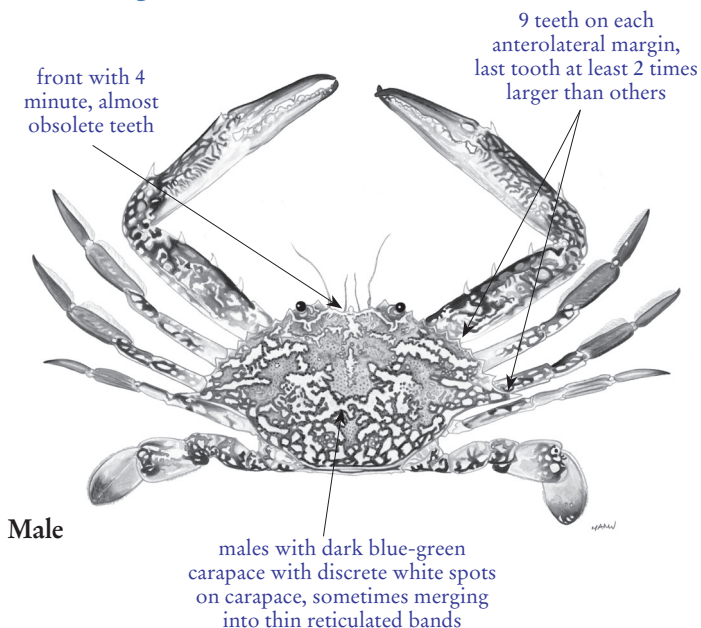 9 teeth on each
anterolateral margin,
last tooth at least 2 times
larger than others
front with 4
minute, almost
obsolete teeth
Male
males with dark blue-green
carapace with discrete white spots
on carapace, sometimes merging
into thin reticulated bands